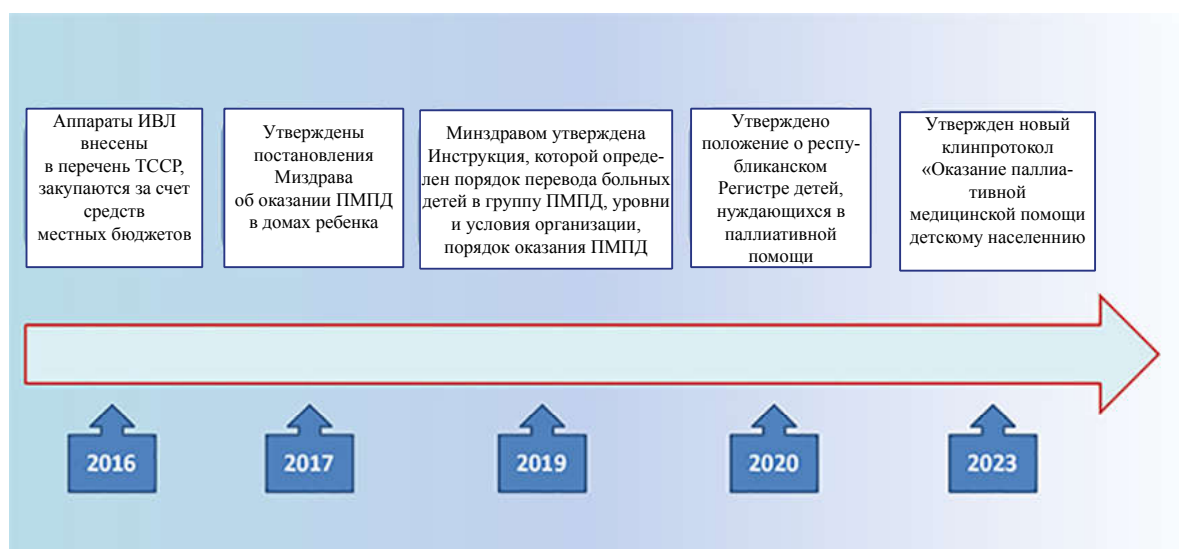 Аппараты ИВЛ
внесены
в перечень ТССР,
закупаются за счет
средств
местных бюджетов
Утверждены
постановления
Миздрава
об оказании ПМПД
в домах ребенка
Минздравом утверждена
Инструкция, которой опреде-
лен порядок перевода больных
детей в группу ПМПД, уровни
и условия организации,
порядок оказания ПМПД
Утверждено
положение о респу-
бликанском
Регистре детей,
нуждающихся в
паллиативной
помощи
Утвержден новый
клинпротокол
«Оказание паллиа-
тивной
медицинской помощи
детскому населеннию
2016
2017
2019
2020
2023